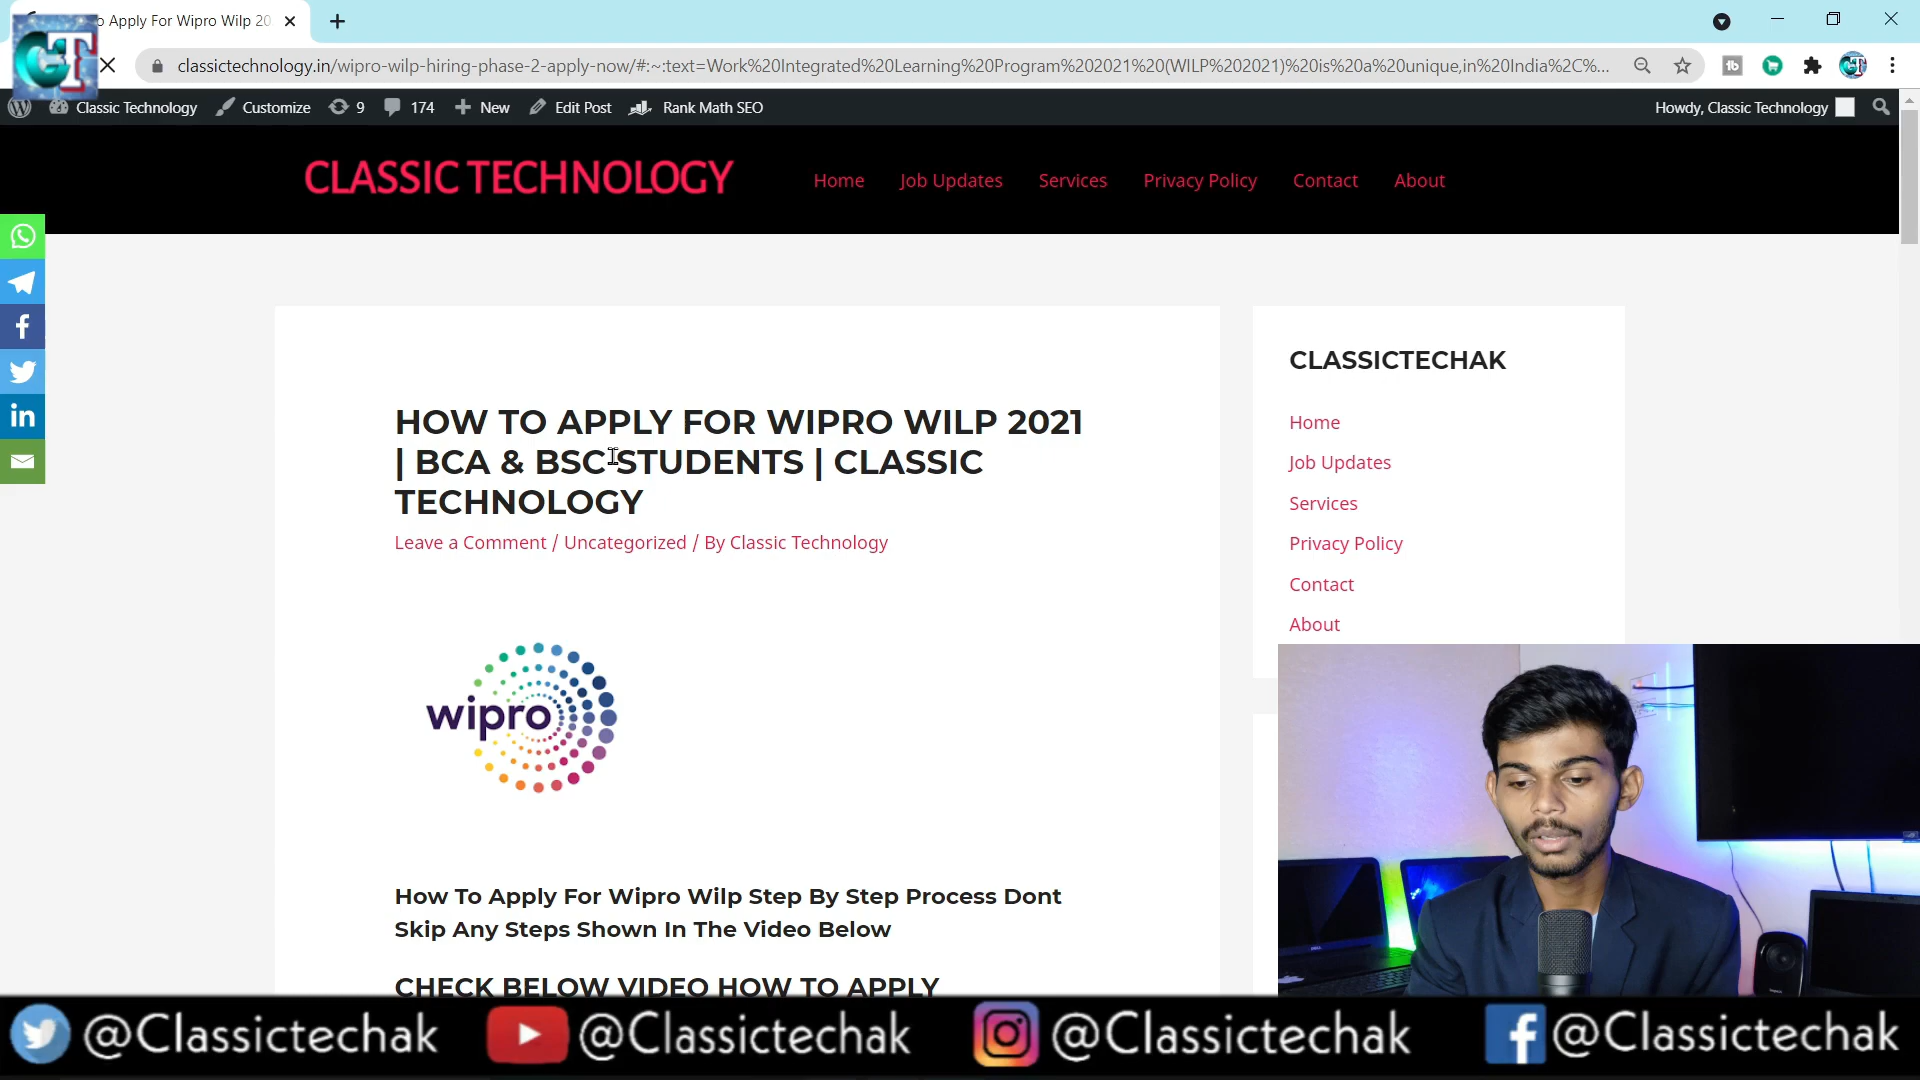 o Apply For Wipro Wilp 20
classictechnology.in/wipro-wilp-hiring-phase-2-apply-now/#:~:text=Work%20Integrated%20Learning%20Program%202021%20(WILP%202021)%20is%20a%20unique,in%20India%2C%...
Classic Technology
Customize
9
174
New
Edit Post
Rank Math SEO
Howdy, Classic Technology
CLASSIC TECHNOLOGY
Home
Job Updates
Services
Privacy Policy
Contact
About
HOW TO APPLY FOR WIPRO WILP 2021
| BCA & BSC STUDENTS | CLASSIC
TECHNOLOGY
Leave a Comment / Uncategorized / By Classic Technology
wipro
How To Apply For Wipro Wilp Step By Step Process Dont
Skip Any Steps Shown In The Video Below
CHECK BELOW VIDEO HOW TO APPLY
CLASSICTECHAK
Home
Job Updates
Services
Privacy Policy
Contact
About
@Classictechak
@Classictechak
@Classictechak
@Classictechak